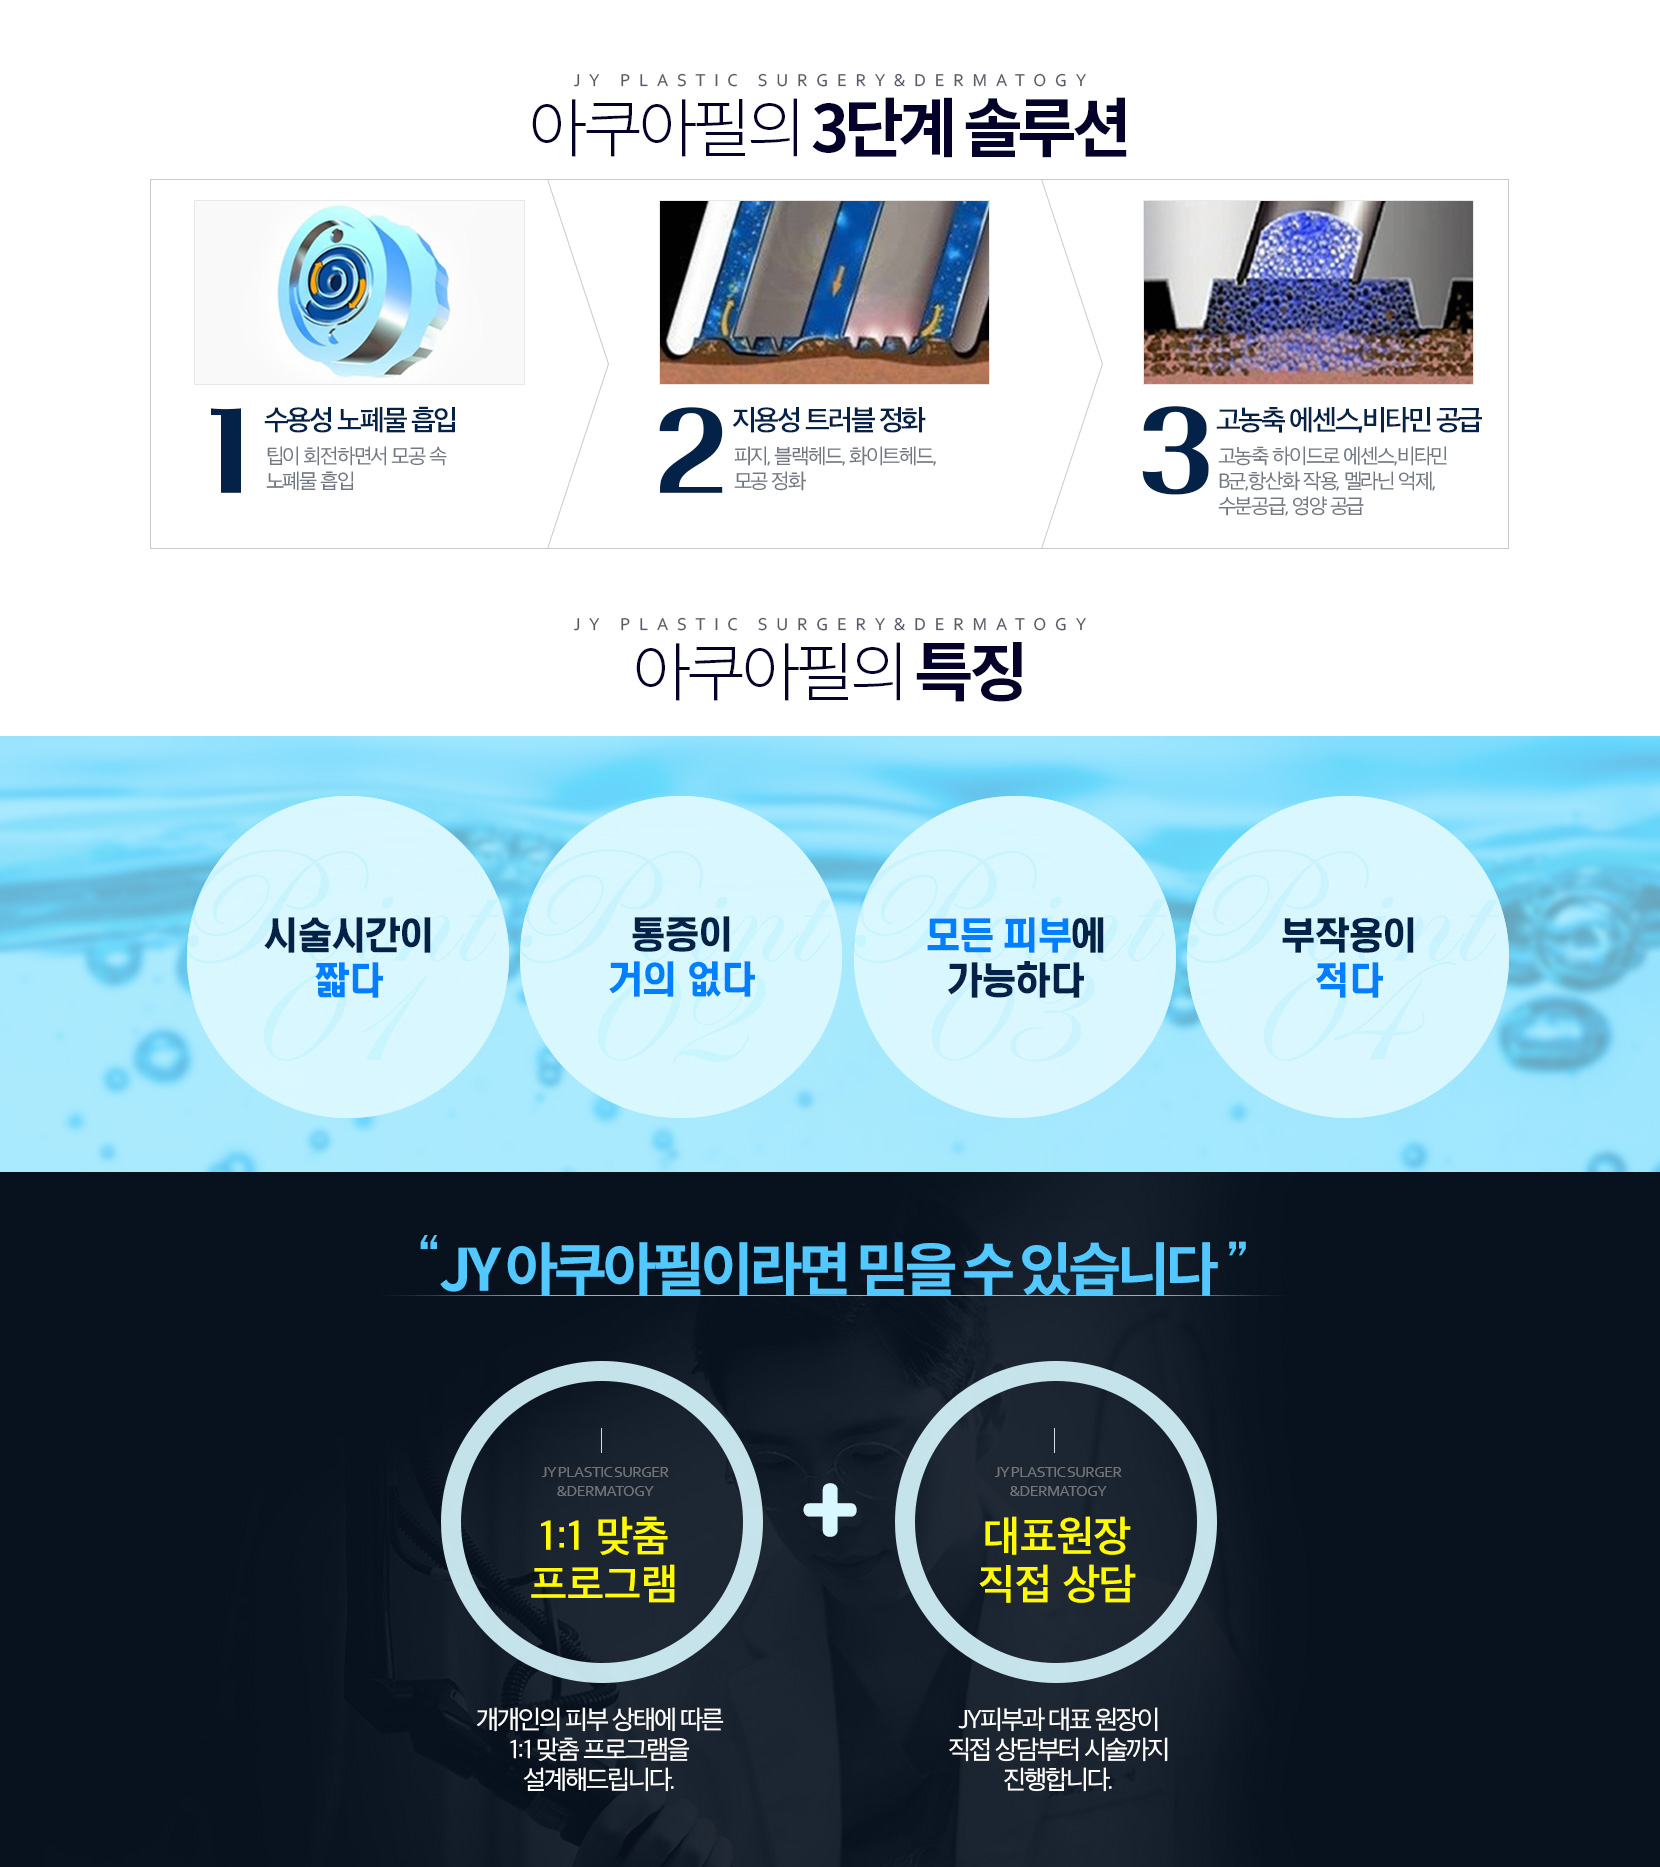 JY PLASTIC SURGERY&DERMATOGY
아쿠아필의 3단계 솔루션
1 수용성 노폐물 흡입
팁이 회전하면서 모공 속
노폐물 흡입
2 지용성 트러블 정화
피지, 블랙헤드, 화이트헤드,
모공 정화
3 고농축 에센스,비타민 공급
고농축 하이드로 에센스,비타민
B군,항산화 작용, 멜라닌 억제,
수분공급, 영양 공급
JY PLASTIC SURGERY&DERMATOGY
아쿠아필의 특징
Point.
01
시술시간이
짧다
Point.
02
통증이
거의 없다
Point.
03
모든 피부에
가능하다
Point
04
부작용이
적다
“ JY 아쿠아필이라면 믿을 수 있습니다 ”
JY PLASTIC SURGER
&DERMATOGY
1:1 맞춤
프로그램
개개인의 피부 상태에 따른
1:1 맞춤 프로그램을
설계해드립니다.
+
JY PLASTIC SURGER
&DERMATOGY
대표원장
직접 상담
JY피부과 대표 원장이
직접 상담부터 시술까지
진행합니다.